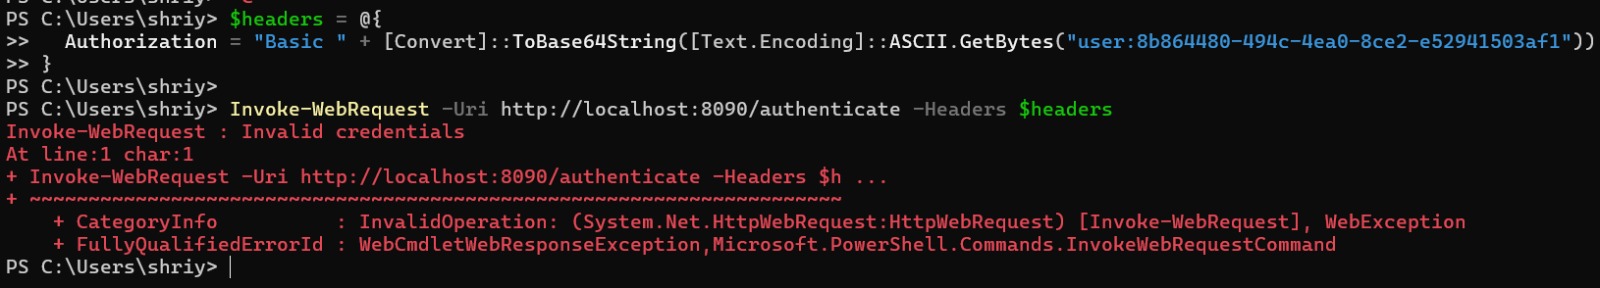 PS C:\Users\shriy> $headers = @{
>>   Authorization = "Basic " + [Convert]::ToBase64String([Text.Encoding]::ASCII.GetBytes("user:8b864480-494c-4ea0-8ce2-e52941503af1"))
>> }
PS C:\Users\shriy>
PS C:\Users\shriy> Invoke-WebRequest -Uri http://localhost:8090/authenticate -Headers $headers
Invoke-WebRequest : Invalid credentials
At line:1 char:1
+ Invoke-WebRequest -Uri http://localhost:8090/authenticate -Headers $h ...
+ ~~~~~~~~~~~~~~~~~~~~~~~~~~~~~~~~~~~~~~~~~~~~~~~~~~~~~~~~~~~~~~~~~~~~~
    + CategoryInfo          : InvalidOperation: (System.Net.HttpWebRequest:HttpWebRequest) [Invoke-WebRequest], WebException
    + FullyQualifiedErrorId : WebCmdletWebResponseException,Microsoft.PowerShell.Commands.InvokeWebRequestCommand
PS C:\Users\shriy>